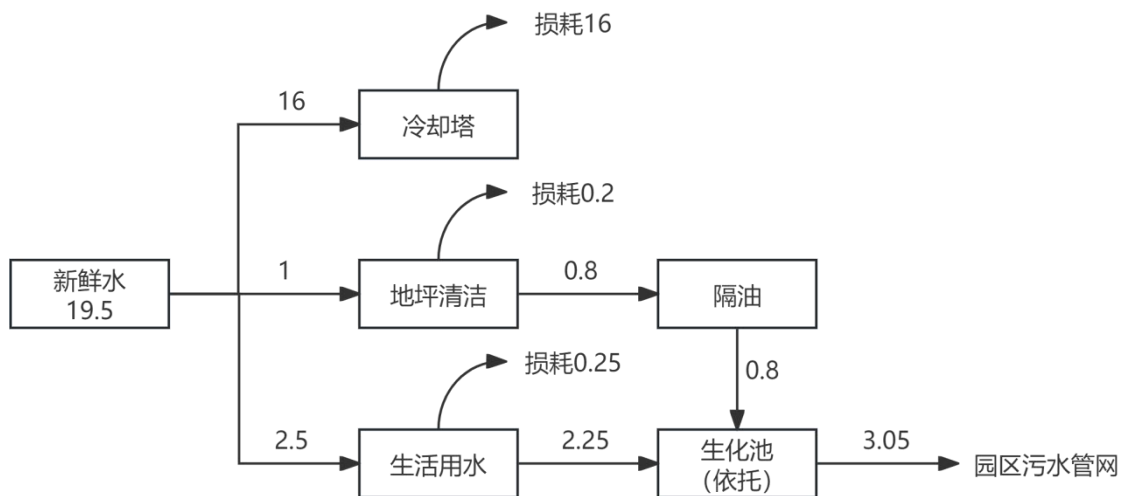 损耗16
16
冷却塔
损耗0.2
新鲜水
19.5
1
地坪清洁
0.8
隔油
损耗0.25
0.8
2.5
生活用水
2.25
生化池
（依托）
3.05
园区污水管网